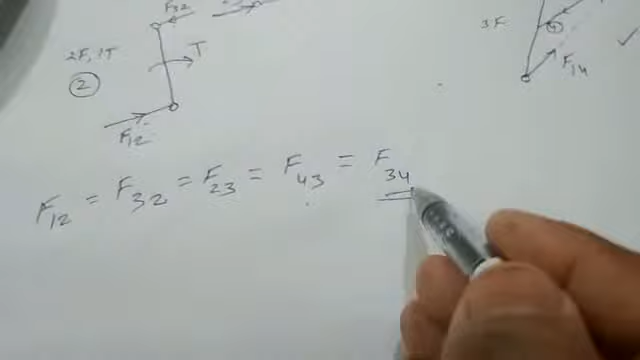 F32
2F, 1T
T
2
F12
3F
4
F14
F12 = F32 = F23 = F43 = F34